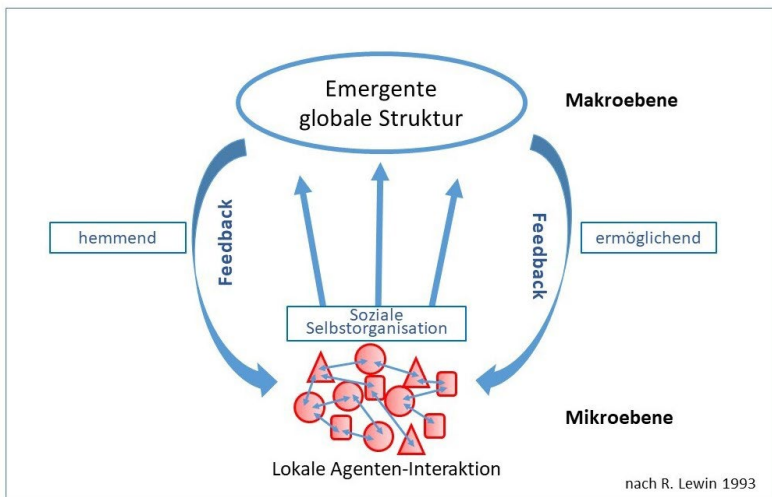 Emergente
globale Struktur
Makroebene
hemmend
Feedback
Feedback
ermöglichend
Soziale
Selbstorganisation
Mikroebene
Lokale Agenten-Interaktion
nach R. Lewin 1993